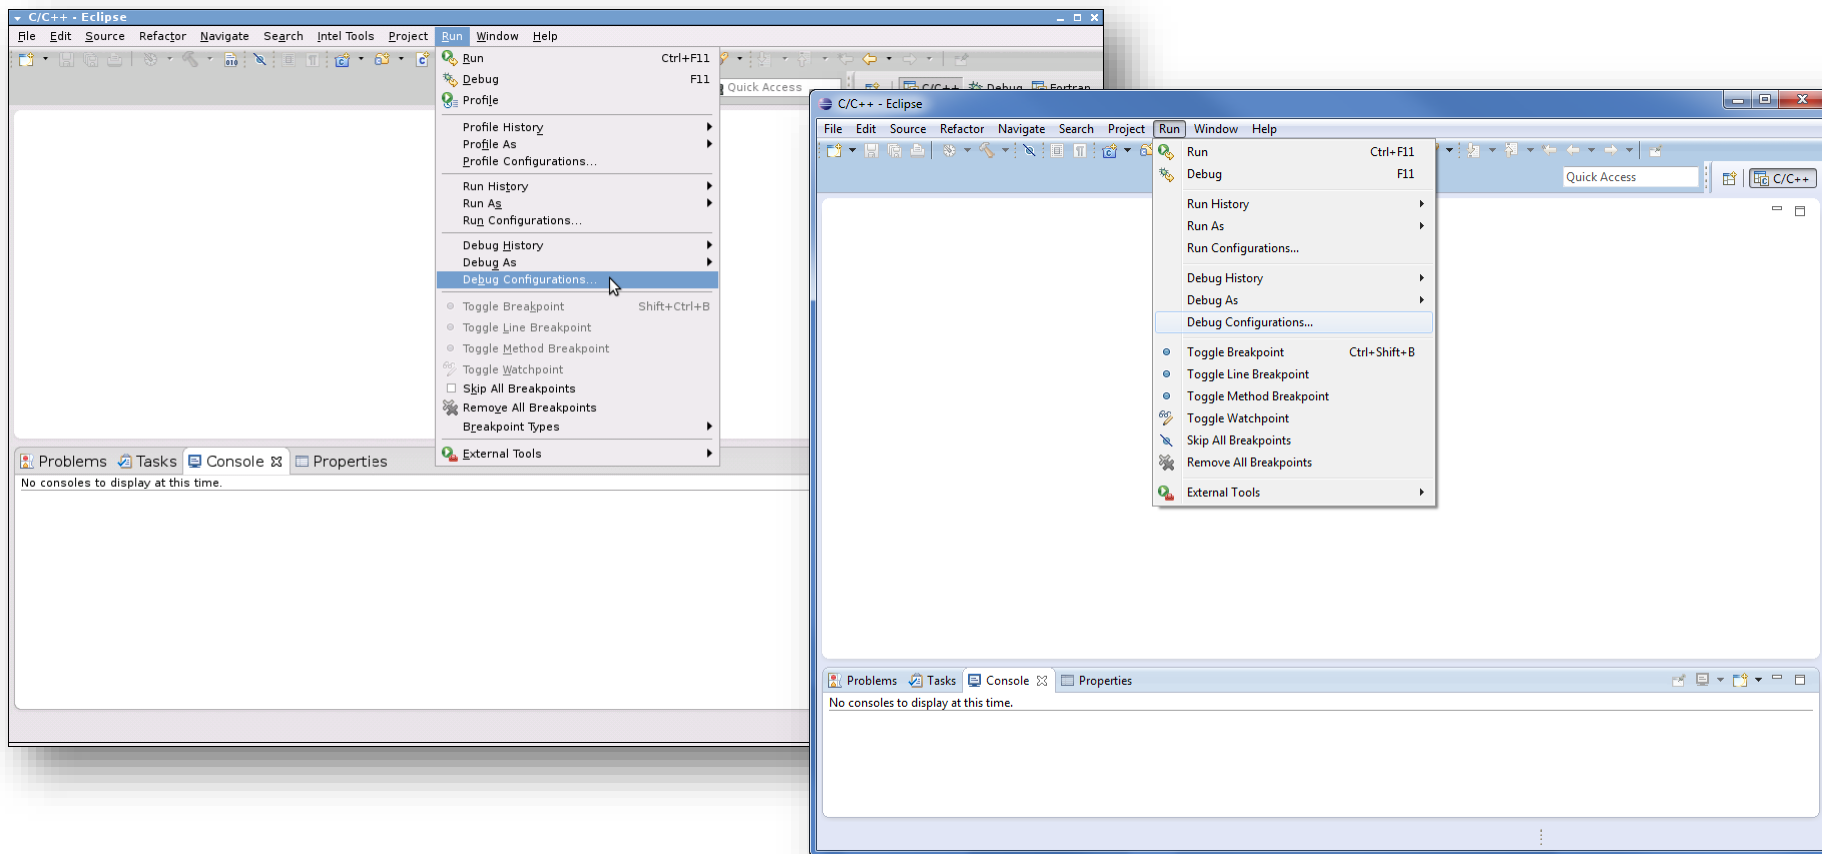 C/C++ - Eclipse
File Edit Source Refactor Navigate Search Intel Tools Project Run Window Help
Run Ctrl+F11
Debug F11
Profile
Profile History
Profile As
Profile Configurations...
Run History
Run As
Run Configurations...
Debug History
Debug As
Debug Configurations...
Toggle Breakpoint Shift+Ctrl+B
Toggle Line Breakpoint
Toggle Method Breakpoint
Toggle Watchpoint
Skip All Breakpoints
Remove All Breakpoints
Breakpoint Types
External Tools
Quick Access
C/C++ Debug Fortran
Problems Tasks Console Properties
No consoles to display at this time.
C/C++ - Eclipse
File Edit Source Refactor Navigate Search Project Run Window Help
Run Ctrl+F11
Debug F11
Run History
Run As
Run Configurations...
Debug History
Debug As
Debug Configurations...
Toggle Breakpoint Ctrl+Shift+B
Toggle Line Breakpoint
Toggle Method Breakpoint
Toggle Watchpoint
Skip All Breakpoints
Remove All Breakpoints
External Tools
Quick Access
C/C++
Problems Tasks Console Properties
No consoles to display at this time.